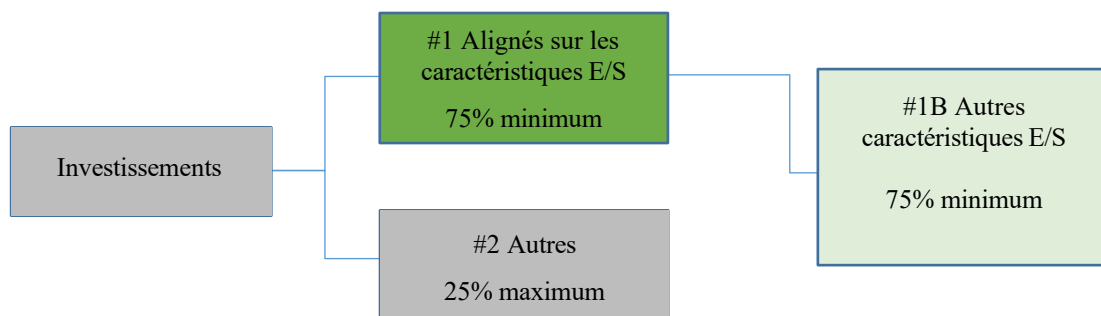 Investissements
#1 Alignés sur les
caractéristiques E/S
75% minimum
#2 Autres
25% maximum
#1B Autres
caractéristiques E/S
75% minimum